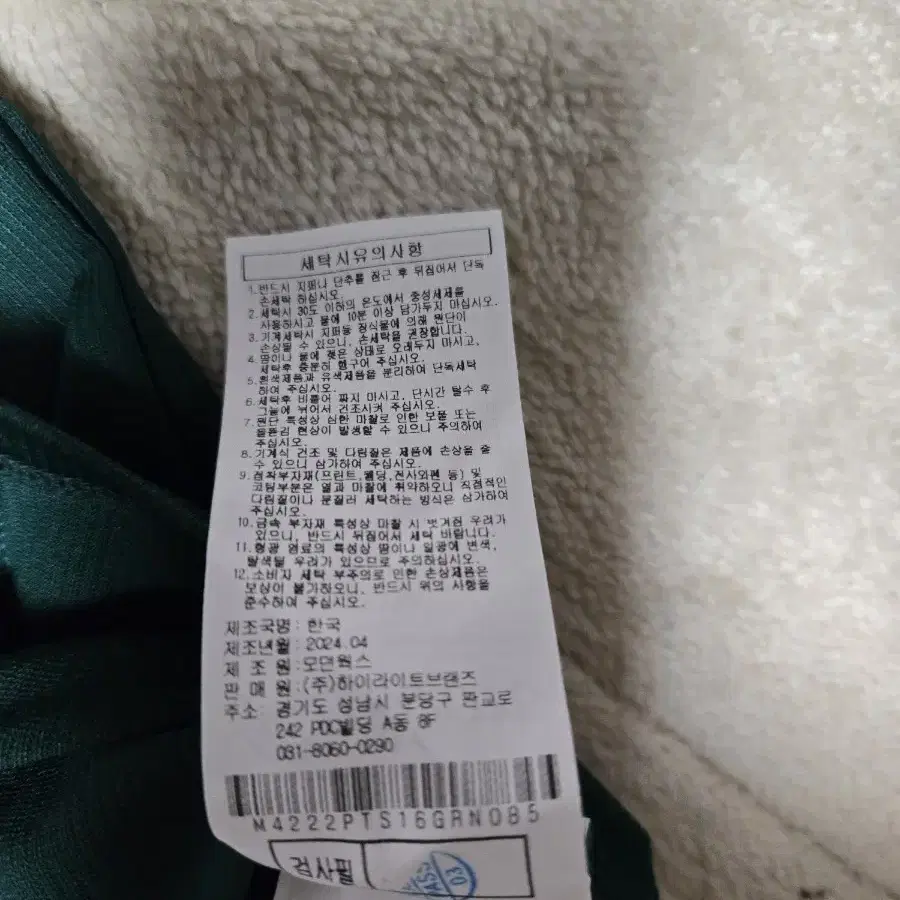 세탁시유의사항
1.반드시 지퍼나 단추를 잠근 후 뒤집어서 단독
손세탁 하십시오.
2.세탁시 30도 이하의 온도에서 중성세제를
사용하시고 물에 10분 이상 담가두지 마십시오.
3.기계세탁시 지퍼등 장식물에 의해 원단이
손상될 수 있으니, 손세탁을 권장합니다.
4.땀이나 물에 젖은 상태로 오래두지 마시고,
세탁후 충분히 헹구어 주십시오.
5.흰색제품과 유색제품을 분리하여 단독세탁
하여 주십시오.
6.세탁후 비틀어 짜지 마시고, 단시간 탈수 후
그늘에 뉘어서 건조시켜 주십시오.
7.원단 특성상 심한 마찰로 인한 보풀 또는
올뜯김 현상이 발생할 수 있으니 주의하여
주십시오.
8.기계식 건조 및 다림질은 제품에 손상을 줄
수 있으니 삼가하여 주십시오.
9.접착부자재(프린트,웰딩,전사와펜 등) 및
코팅부분은 열과 마찰에 취약하오니 직접적인
다림질이나 문질러 세탁하는 방식은 삼가하여
주십시오.
10.금속 부자재 특성상 마찰 시 벗겨짐 우려가
있으니, 반드시 뒤집어서 세탁 바랍니다.
11.형광 염료의 특성상 땀이나 일광에 변색,
탈색될 우려가 있으므로 주의하십시오.
12.소비자 세탁 부주의로 인한 손상제품은
보상이 불가하오니, 반드시 위의 사항을
준수하여 주십시오.
제조국명 : 한국
제조년월 : 2024.04
제 조 원 : 모던웍스
판 매 원 : (주)하이라이트브랜즈
주소: 경기도 성남시 분당구 판교로
242 PDC빌딩 A동 8F
031-8060-0290
M4222PTS16GRN085
검사필
03